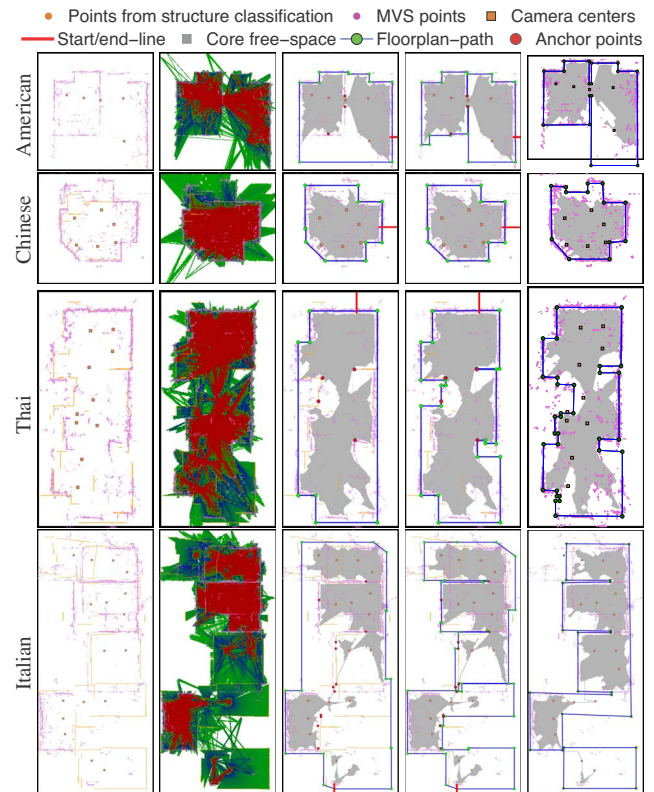 Points from structure classification MVS points Camera centers
Start/end−line Core free−space Floorplan−path Anchor points
American
Chinese
Thai
Italian